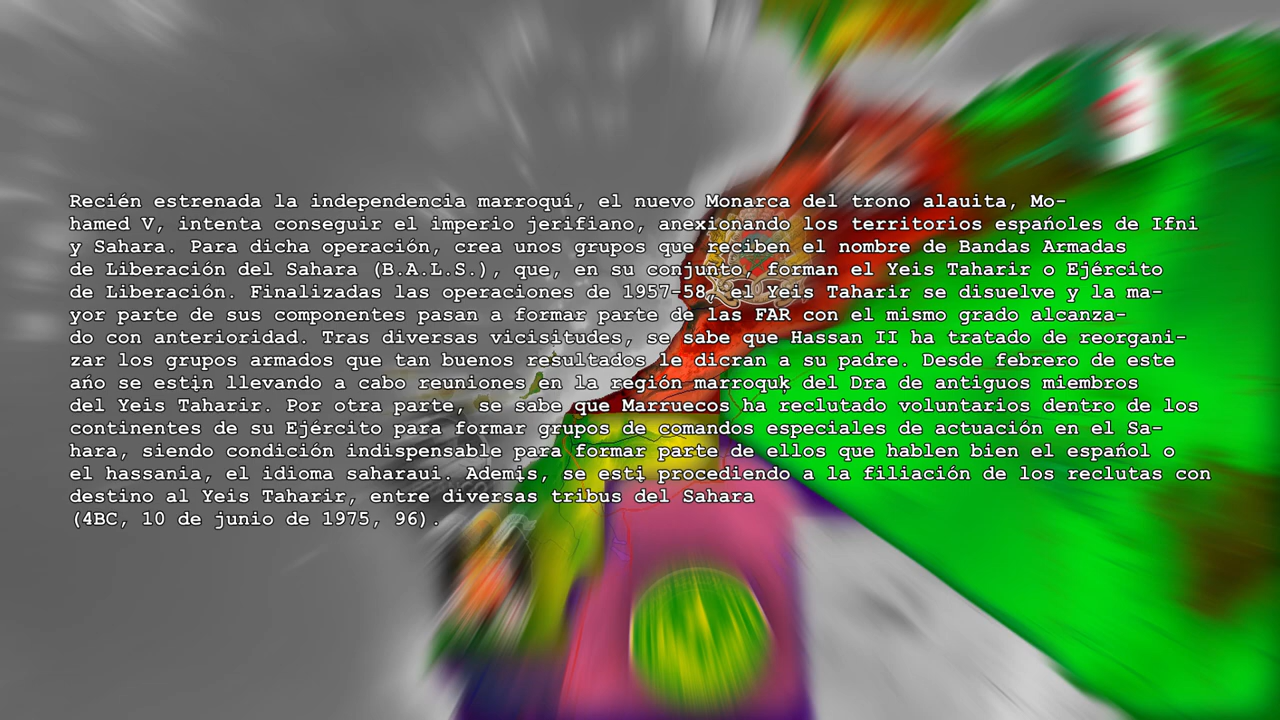 Recién estrenada la independencia marroquí, el nuevo Monarca del trono alauita, Mo-
hamed V, intenta conseguir el imperio jerifiano, anexionando los territorios españoles de Ifni
y Sahara. Para dicha operación, crea unos grupos que reciben el nombre de Bandas Armadas
de Liberación del Sahara (B.A.L.S.), que, en su conjunto, forman el Yeis Taharir o Ejército
de Liberación. Finalizadas las operaciones de 1957-58, el Yeis Taharir se disuelve y la ma-
yor parte de sus componentes pasan a formar parte de las FAR con el mismo grado alcanza-
do con anterioridad. Tras diversas vicisitudes, se sabe que Hassan II ha tratado de reorgani-
zar los grupos armados que tan buenos resultados le dicran a su padre. Desde febrero de este
año se estịn llevando a cabo reuniones en la región marroquķ del Dra de antiguos miembros
del Yeis Taharir. Por otra parte, se sabe que Marruecos ha reclutado voluntarios dentro de los
continentes de su Ejército para formar grupos de comandos especiales de actuación en el Sa-
hara, siendo condición indispensable para formar parte de ellos que hablen bien el español o
el hassania, el idioma saharaui. Ademịs, se estị procediendo a la filiación de los reclutas con
destino al Yeis Taharir, entre diversas tribus del Sahara
(4BC, 10 de junio de 1975, 96).